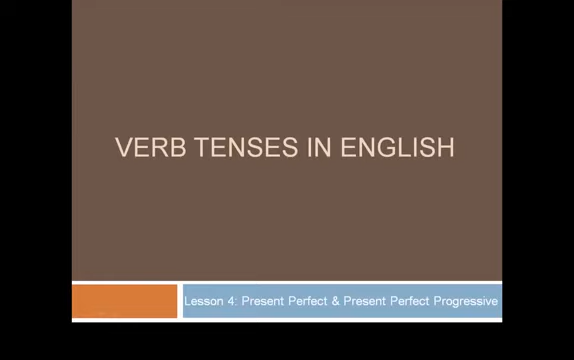 VERB TENSES IN ENGLISH
Lesson 4: Present Perfect & Present Perfect Progressive